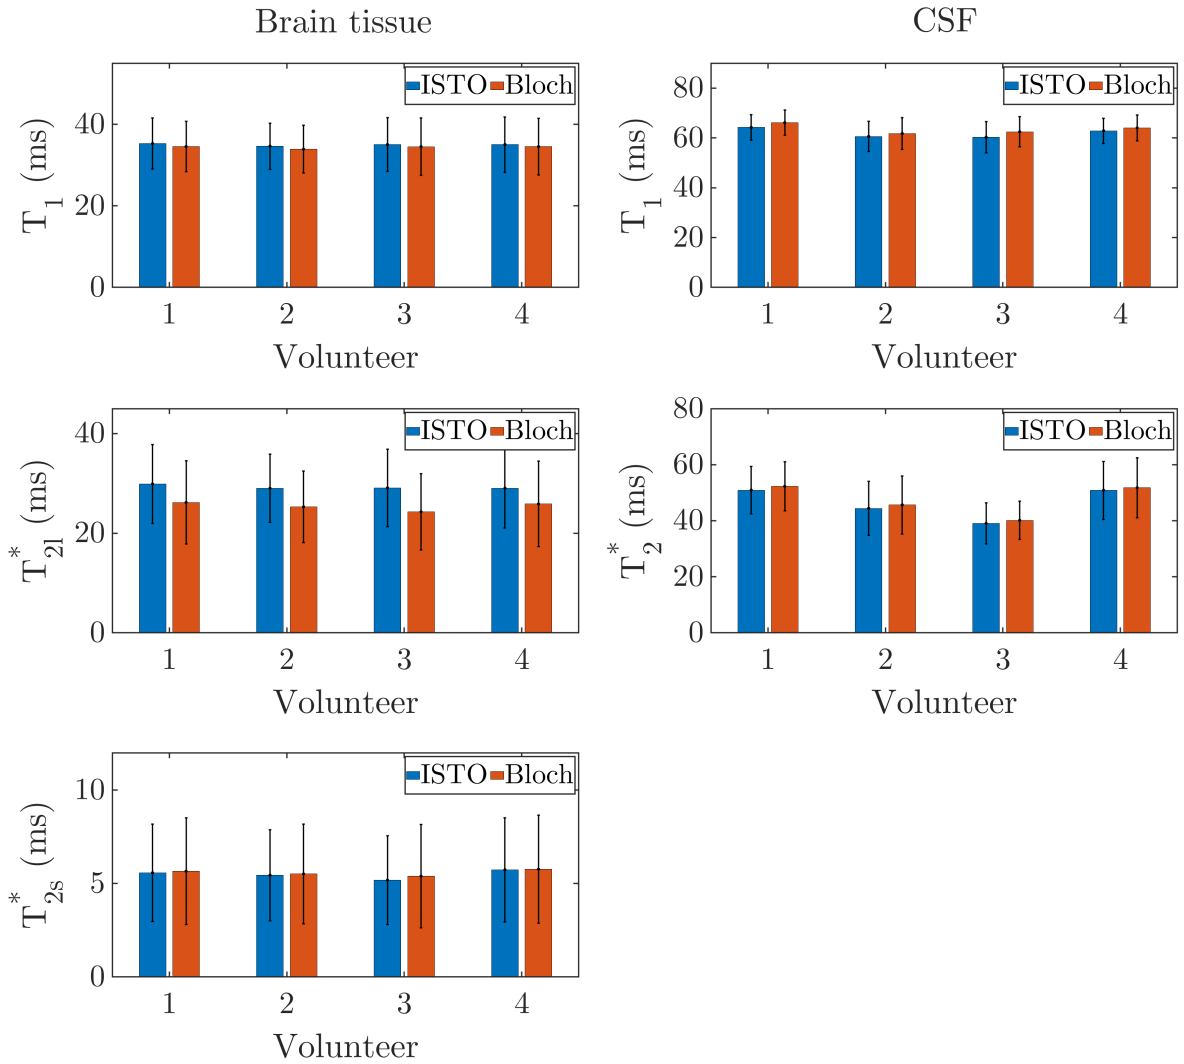 Brain tissue
CSF
ISTO Bloch
T1 (ms)
40
20
0
1 2 3 4
Volunteer
ISTO Bloch
T1 (ms)
80
60
40
20
0
1 2 3 4
Volunteer
ISTO Bloch
T*2l (ms)
40
20
0
1 2 3 4
Volunteer
ISTO Bloch
T*2 (ms)
80
60
40
20
0
1 2 3 4
Volunteer
ISTO Bloch
T*2s (ms)
10
5
0
1 2 3 4
Volunteer